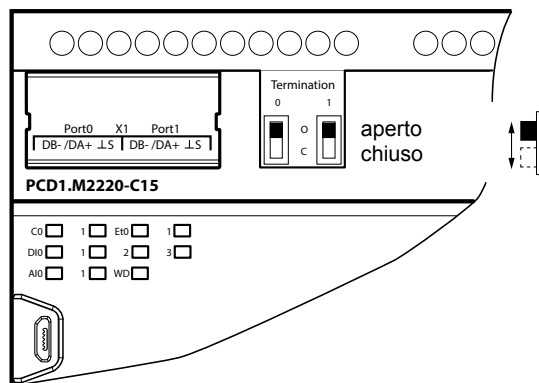 Termination
0 1
O aperto
C chiuso
Port0 X1 Port1
DB- /DA+ ⊥S DB- /DA+ ⊥S
PCD1.M2220-C15
C0 1 Et0 1
DI0 1 2 3
AI0 1 WD